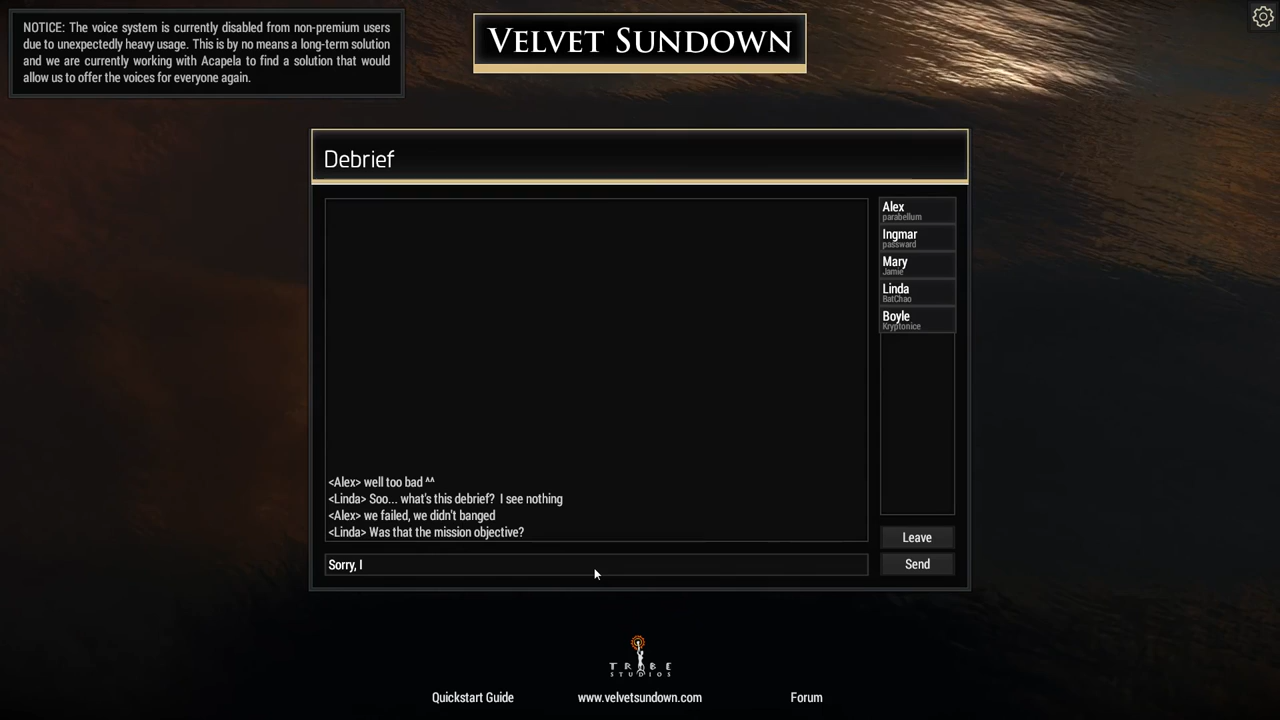 NOTICE: The voice system is currently disabled from non-premium users
due to unexpectedly heavy usage. This is by no means a long-term solution
and we are currently working with Acapela to find a solution that would
allow us to offer the voices for everyone again.
VELVET SUNDOWN
Debrief
Alex
parabellum
Ingmar
passward
Mary
Jamie
Linda
BatChao
Boyle
Kryptonice
<Alex> well too bad ^^
<Linda> Soo... what's this debrief?  I see nothing
<Alex> we failed, we didn't banged
<Linda> Was that the mission objective?
Leave
Sorry, I
Send
TRIBE
STUDIOS
Quickstart Guide
www.velvetsundown.com
Forum